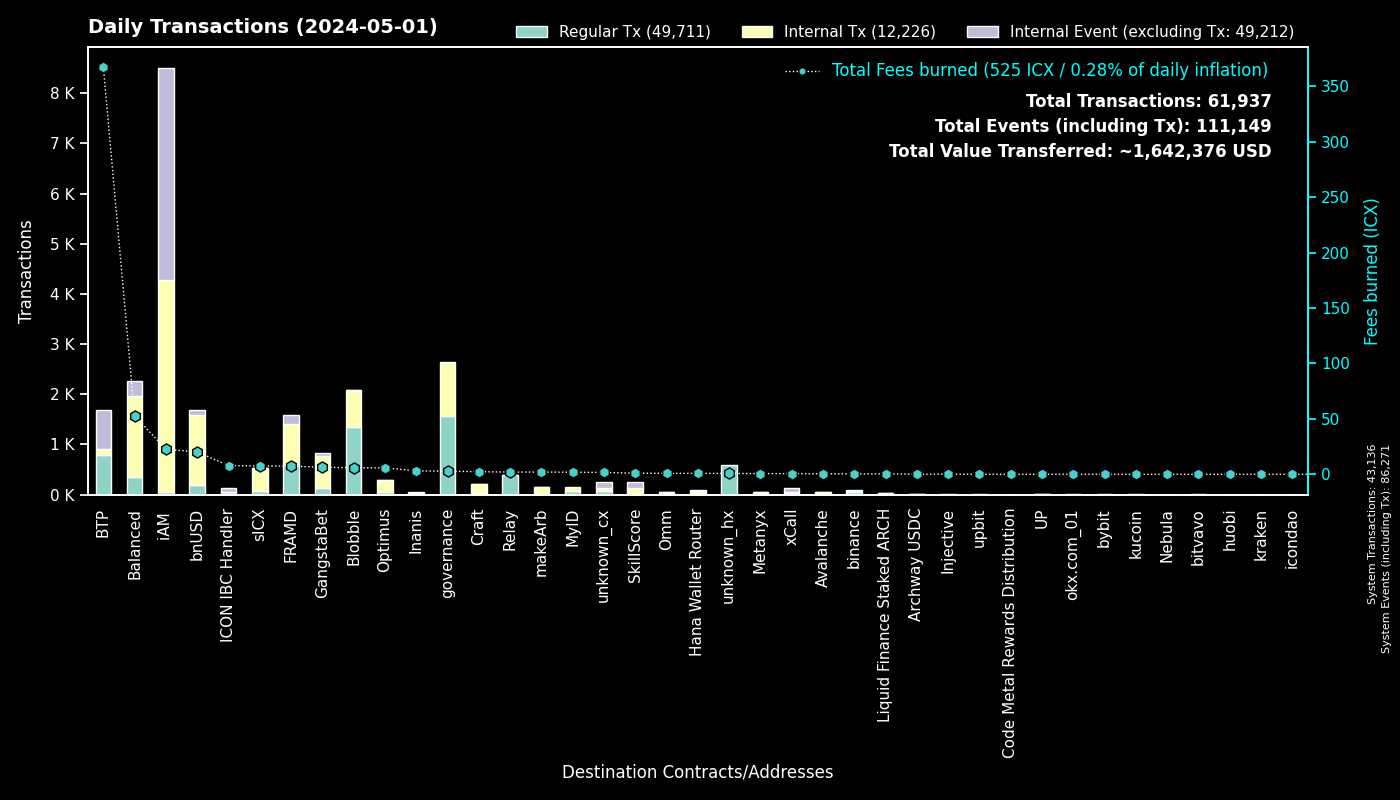 Daily Transactions (2024-05-01)
Regular Tx (49,711)
Internal Tx (12,226)
Internal Event (excluding Tx: 49,212)
Total Fees burned (525 ICX / 0.28% of daily inflation)
Total Transactions: 61,937
Total Events (including Tx): 111,149
Total Value Transferred: ~1,642,376 USD
Transactions
8 K
7 K
6 K
5 K
4 K
3 K
2 K
1 K
0 K
350
300
250
200
150
100
50
0
Fees burned (ICX)
BTP
Balanced
iAM
bnUSD
ICON IBC Handler
sICX
FRAMD
GangstaBet
Blobble
Optimus
Inanis
governance
Craft
Relay
makeArb
MyID
unknown_cx
SkillScore
Omm
Hana Wallet Router
unknown_hx
Metanyx
xCall
Avalanche
binance
Liquid Finance Staked ARCH
Archway USDC
Injective
upbit
Code Metal Rewards Distribution
UP
okx.com_01
bybit
kucoin
Nebula
bitvavo
huobi
kraken
icondao
Destination Contracts/Addresses
System Transactions: 43,136
System Events (including Tx): 86,271